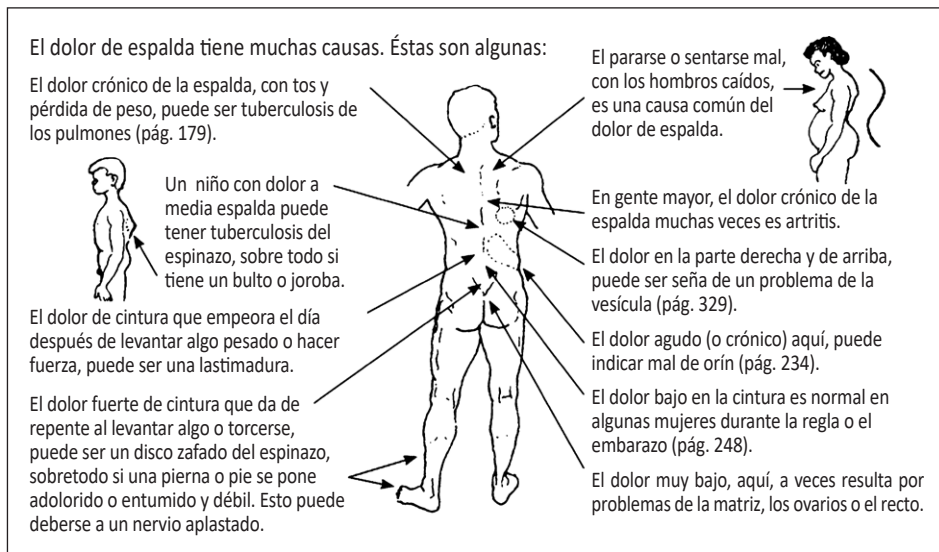 El dolor de espalda tiene muchas causas. Éstas son algunas:
El dolor crónico de la espalda, con tos y
pérdida de peso, puede ser tuberculosis de
los pulmones (pág. 179).
Un niño con dolor a
media espalda puede
tener tuberculosis del
espinazo, sobre todo si
tiene un bulto o joroba.
El dolor de cintura que empeora el día
después de levantar algo pesado o hacer
fuerza, puede ser una lastimadura.
El dolor fuerte de cintura que da de
repente al levantar algo o torcerse,
puede ser un disco zafado del espinazo,
sobretodo si una pierna o pie se pone
adolorido o entumido y débil. Esto puede
deberse a un nervio aplastado.
El pararse o sentarse mal,
con los hombros caídos,
es una causa común del
dolor de espalda.
En gente mayor, el dolor crónico de la
espalda muchas veces es artritis.
El dolor en la parte derecha y de arriba,
puede ser seña de un problema de la
vesícula (pág. 329).
El dolor agudo (o crónico) aquí, puede
indicar mal de orín (pág. 234).
El dolor bajo en la cintura es normal en
algunas mujeres durante la regla o el
embarazo (pág. 248).
El dolor muy bajo, aquí, a veces resulta por
problemas de la matriz, los ovarios o el recto.